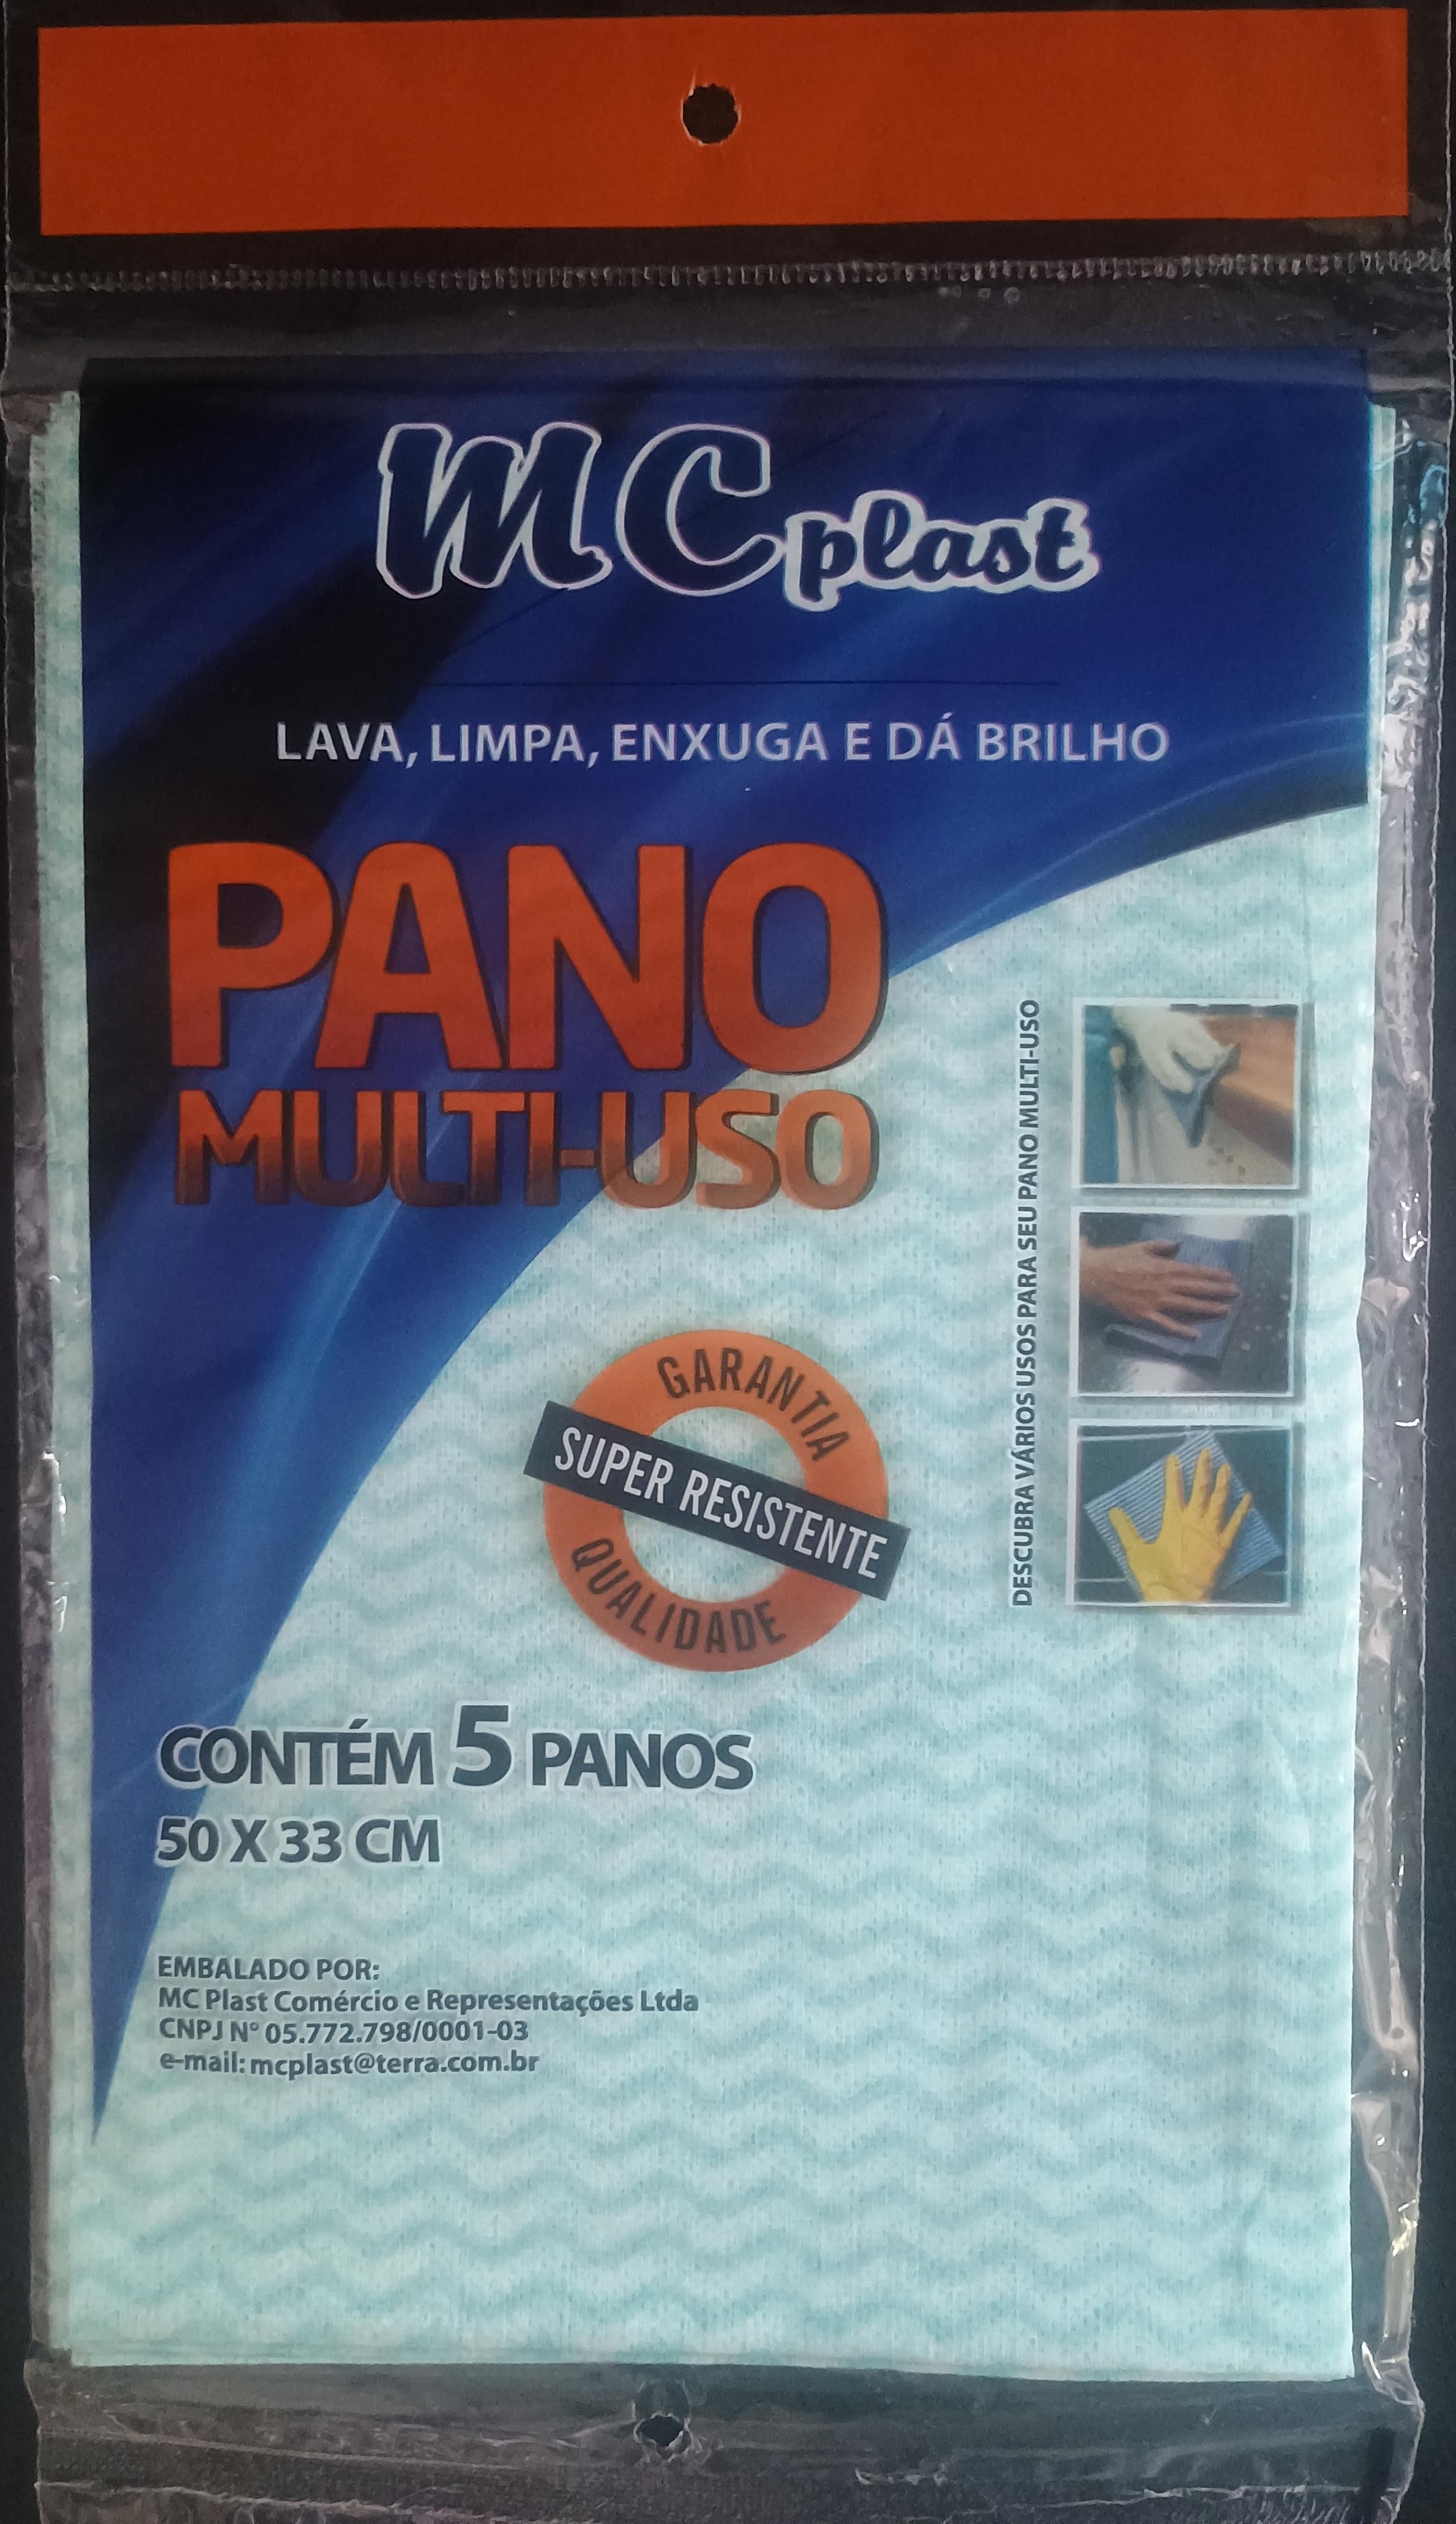 MC plast
LAVA, LIMPA, ENXUGA E DÁ BRILHO
PANO
MULTI-USO
DESCUBRA VÁRIOS USOS PARA SEU PANO MULTI-USO
GARANTIA
SUPER RESISTENTE
QUALIDADE
CONTÉM 5 PANOS
50 X 33 CM
EMBALADO POR:
MC Plast Comércio e Representações Ltda
CNPJ N° 05.772.798/0001-03
e-mail: mcplast@terra.com.br